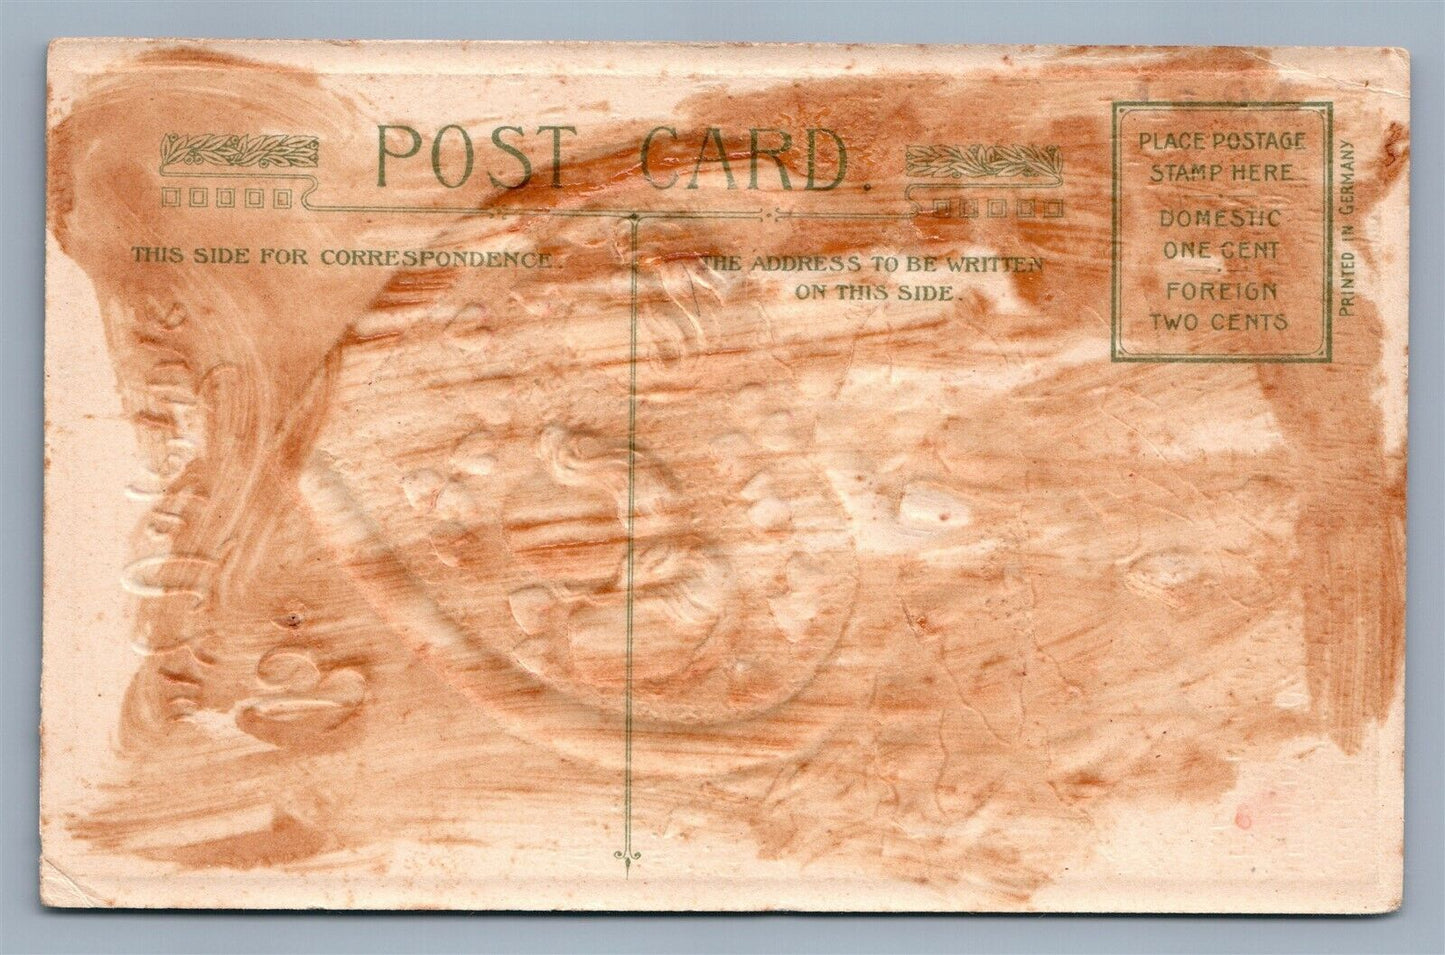 POST CARD.
THIS SIDE FOR CORRESPONDENCE.
THE ADDRESS TO BE WRITTEN
ON THIS SIDE.
PLACE POSTAGE
STAMP HERE
DOMESTIC
ONE CENT
FOREIGN
TWO CENTS
PRINTED IN GERMANY